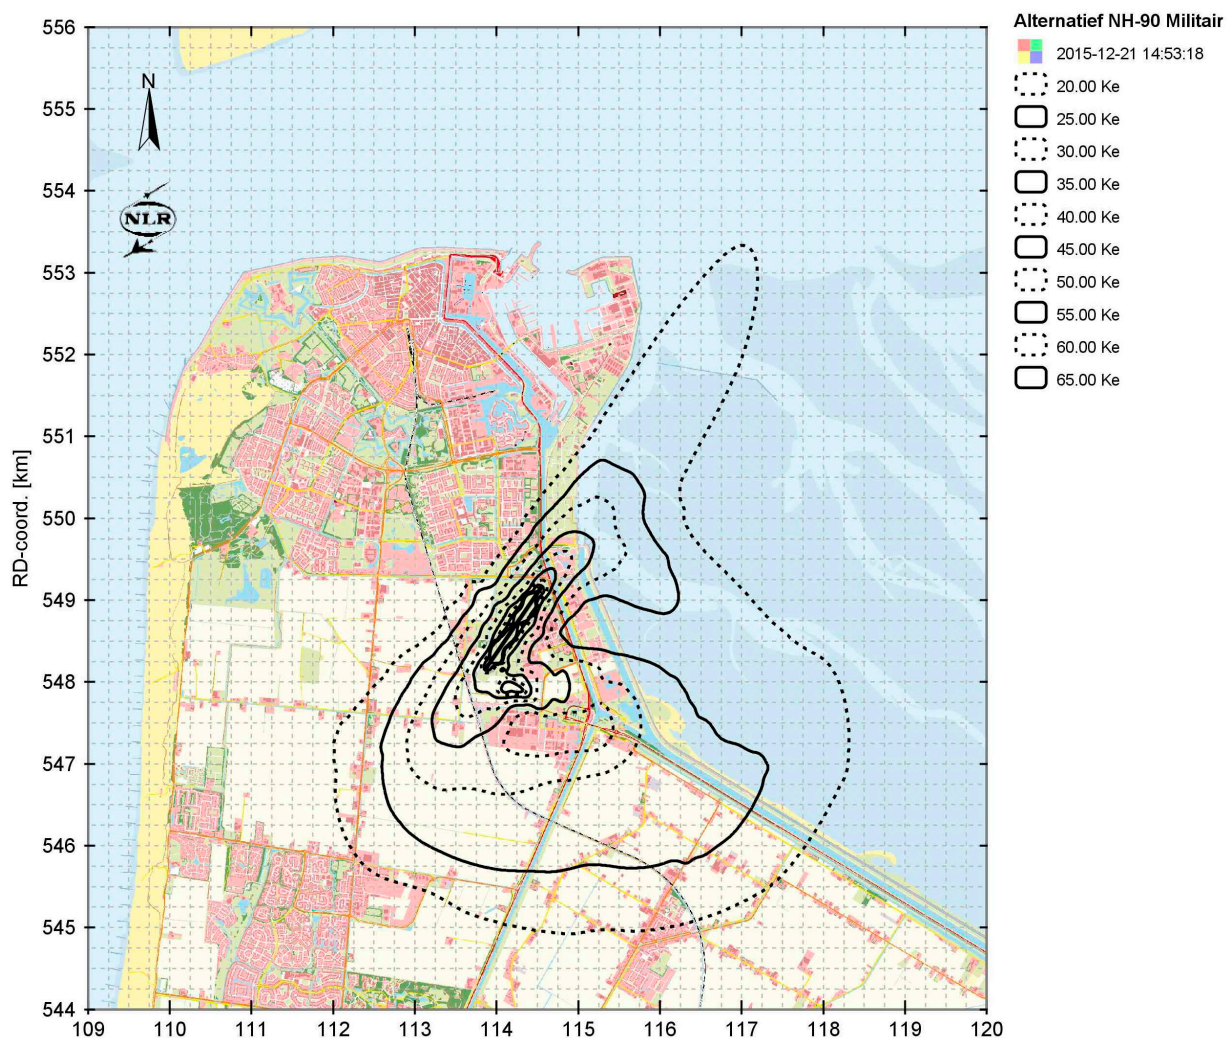 Alternatief NH-90 Militair
2015-12-21 14:53:18
20.00 Ke
25.00 Ke
30.00 Ke
35.00 Ke
40.00 Ke
45.00 Ke
50.00 Ke
55.00 Ke
60.00 Ke
65.00 Ke
N
NLR
RD-coord. [km]
556
555
554
553
552
551
550
549
548
547
546
545
544
109 110 111 112 113 114 115 116 117 118 119 120